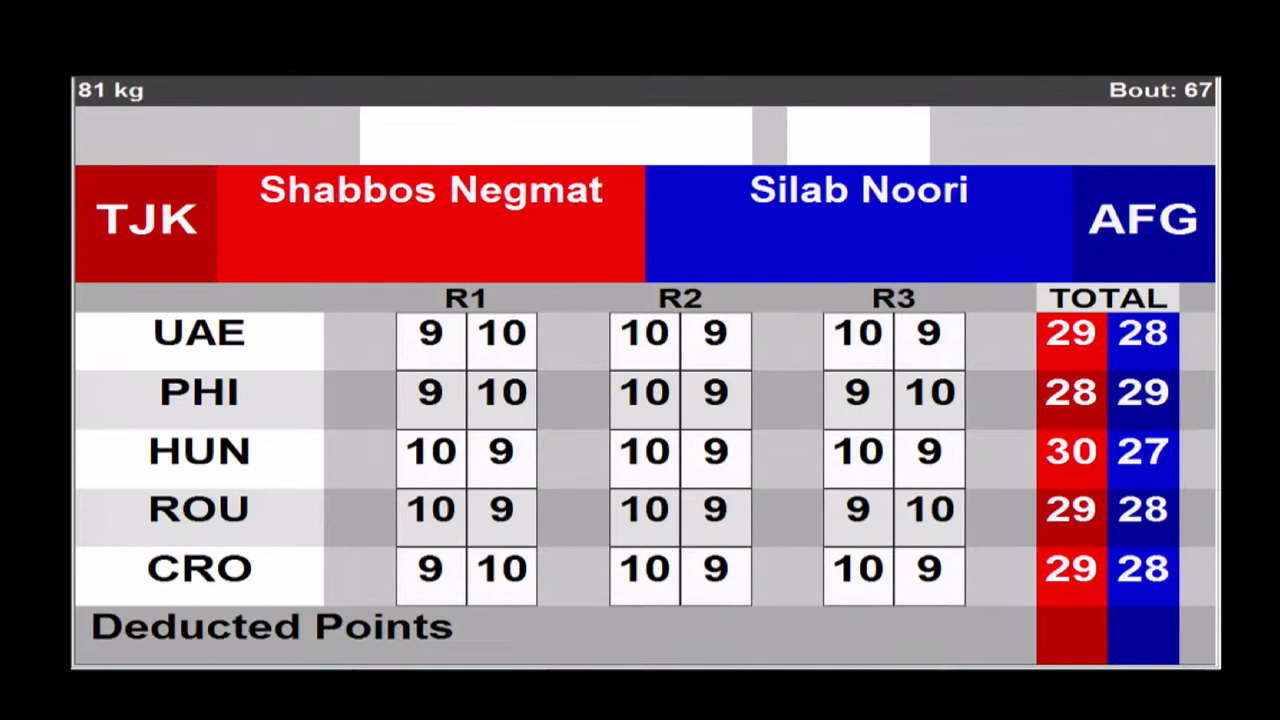 81 kg Bout: 67
TJK Shabbos Negmat Silab Noori AFG
R1 R2 R3 TOTAL
UAE 9 10 10 9 10 9 29 28
PHI 9 10 10 9 9 10 28 29
HUN 10 9 10 9 10 9 30 27
ROU 10 9 10 9 9 10 29 28
CRO 9 10 10 9 10 9 29 28
Deducted Points